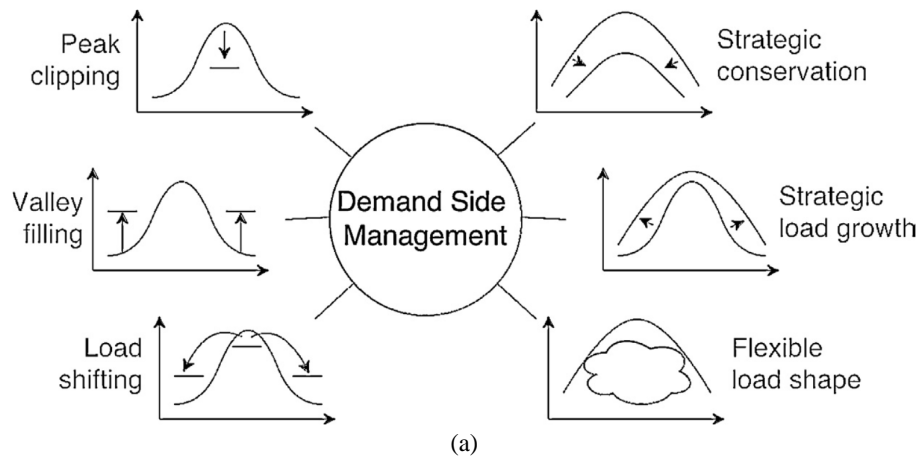 Peak
clipping
Strategic
conservation
Valley
filling
Demand Side
Management
Strategic
load growth
Load
shifting
Flexible
load shape
(a)